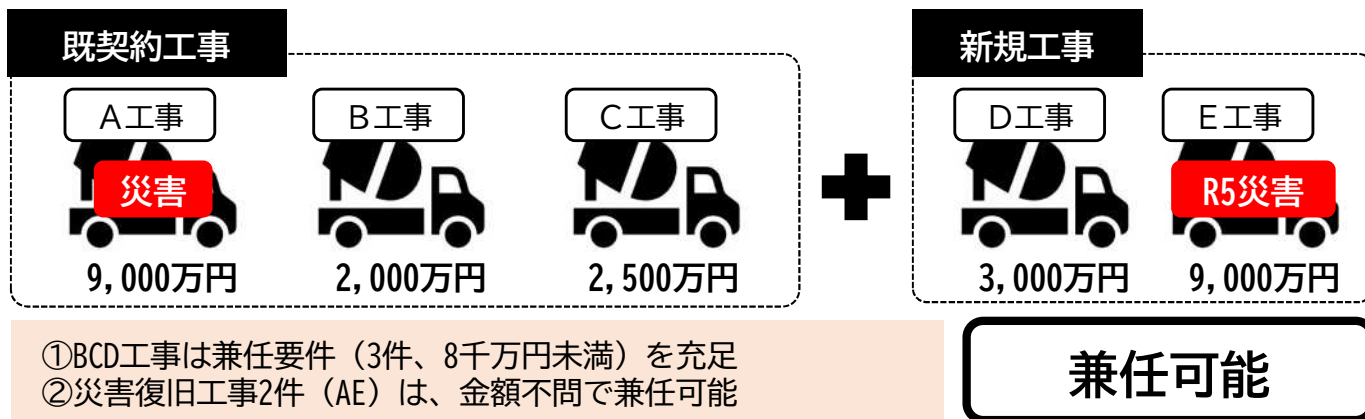 既契約工事
A工事
B工事
C工事
災害
9,000万円
2,000万円
2,500万円
新規工事
D工事
E工事
R5災害
3,000万円
9,000万円
①BCD工事は兼任要件（3件、8千万円未満）を充足
②災害復旧工事2件（AE）は、金額不問で兼任可能
兼任可能